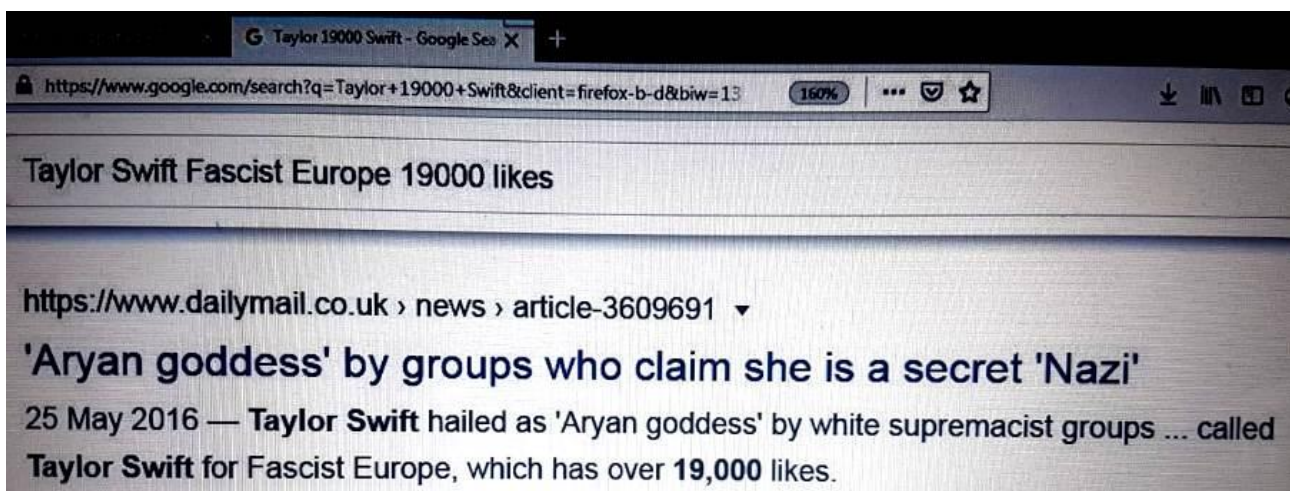 G Taylor 19000 Swift - Google Sea
https://www.google.com/search?q=Taylor+19000+Swift&client=firefox-b-d&biw=13 160%
Taylor Swift Fascist Europe 19000 likes
https://www.dailymail.co.uk › news › article-3609691
'Aryan goddess' by groups who claim she is a secret 'Nazi'
25 May 2016 — Taylor Swift hailed as 'Aryan goddess' by white supremacist groups ... called
Taylor Swift for Fascist Europe, which has over 19,000 likes.